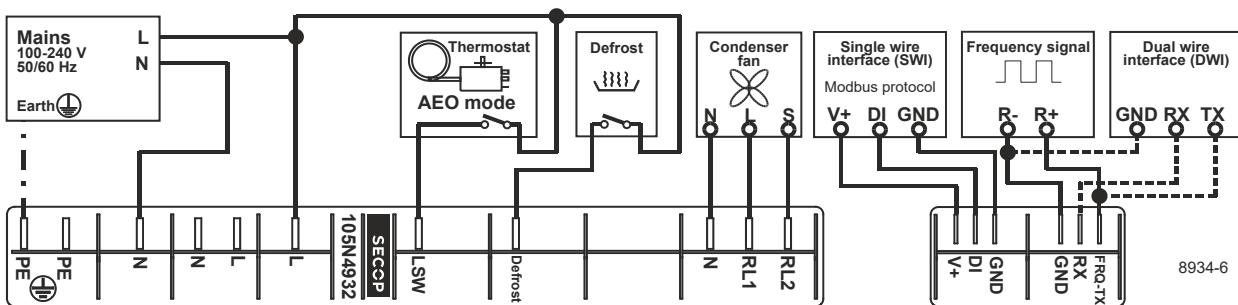 Mains
100-240 V
50/60 Hz
L
N
Earth
Thermostat
AEO mode
Defrost
Condenser
fan
N L S
Single wire
interface (SWI)
Modbus protocol
V+ DI GND
Frequency signal
R- R+
Dual wire
interface (DWI)
GND RX TX
PE
PE
N
N
L
L
105N4932
SECOP
LSW
Defrost
N
RL1
RL2
V+
DI
GND
GND
RX
FRQ-TX
8934-6